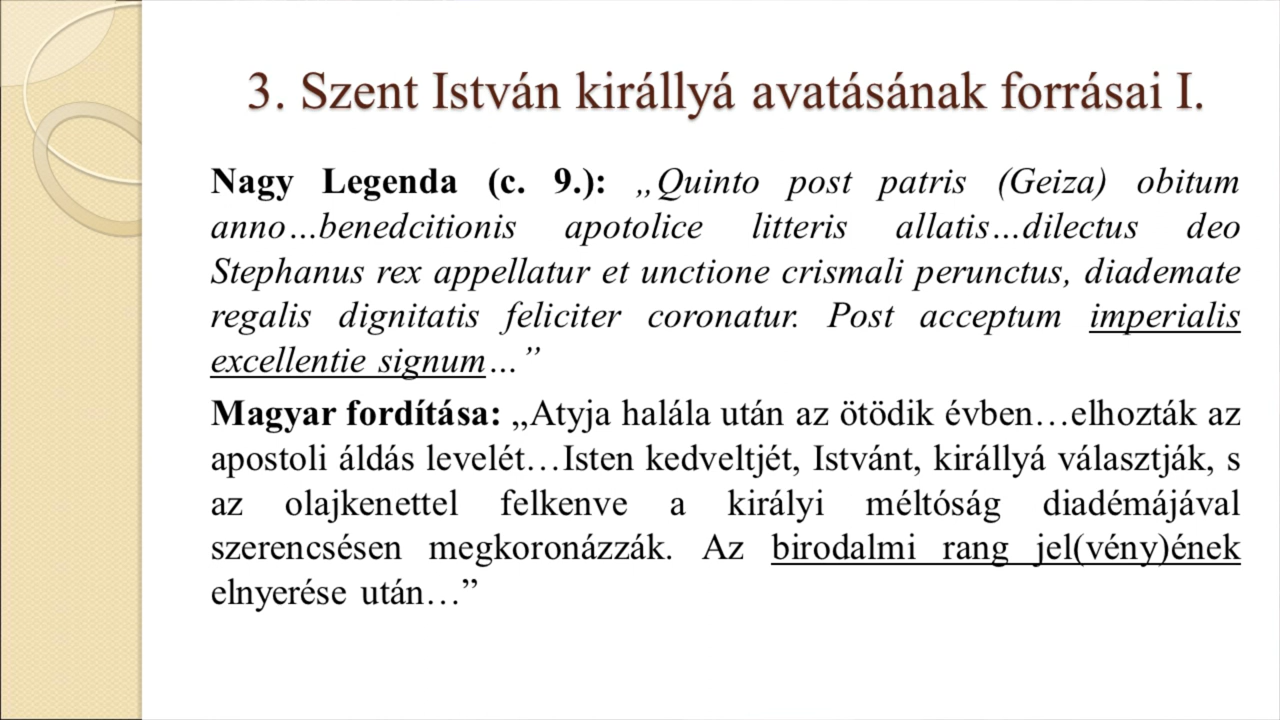 3. Szent István királlyá avatásának forrásai I.
Nagy Legenda (c. 9.): „Quinto post patris (Geiza) obitum
anno…benedcitionis apotolice litteris allatis…dilectus deo
Stephanus rex appellatur et unctione crismali perunctus, diademate
regalis dignitatis feliciter coronatur. Post acceptum imperialis
excellentie signum…”
Magyar fordítása: „Atyja halála után az ötödik évben…elhozták az
apostoli áldás levelét…Isten kedveltjét, Istvánt, királlyá választják, s
az olajkenettel felkenve a királyi méltóság diadémájával
szerencsésen megkoronázzák. Az birodalmi rang jel(vény)ének
elnyerése után…”